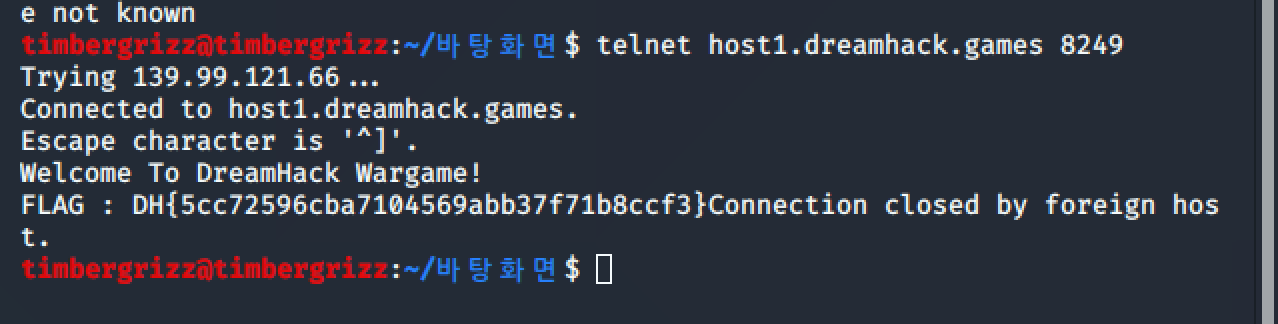 e not known
timbergrizz@timbergrizz:~/바탕화면$ telnet host1.dreamhack.games 8249
Trying 139.99.121.66...
Connected to host1.dreamhack.games.
Escape character is '^]'.
Welcome To DreamHack Wargame!
FLAG : DH{5cc72596cba7104569abb37f71b8ccf3}Connection closed by foreign hos
t.
timbergrizz@timbergrizz:~/바탕화면$